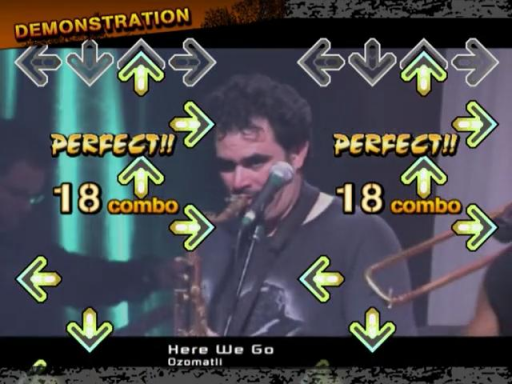 DEMONSTRATION
PERFECT!! PERFECT!!
18 combo 18 combo
Here We Go
Ozomatli